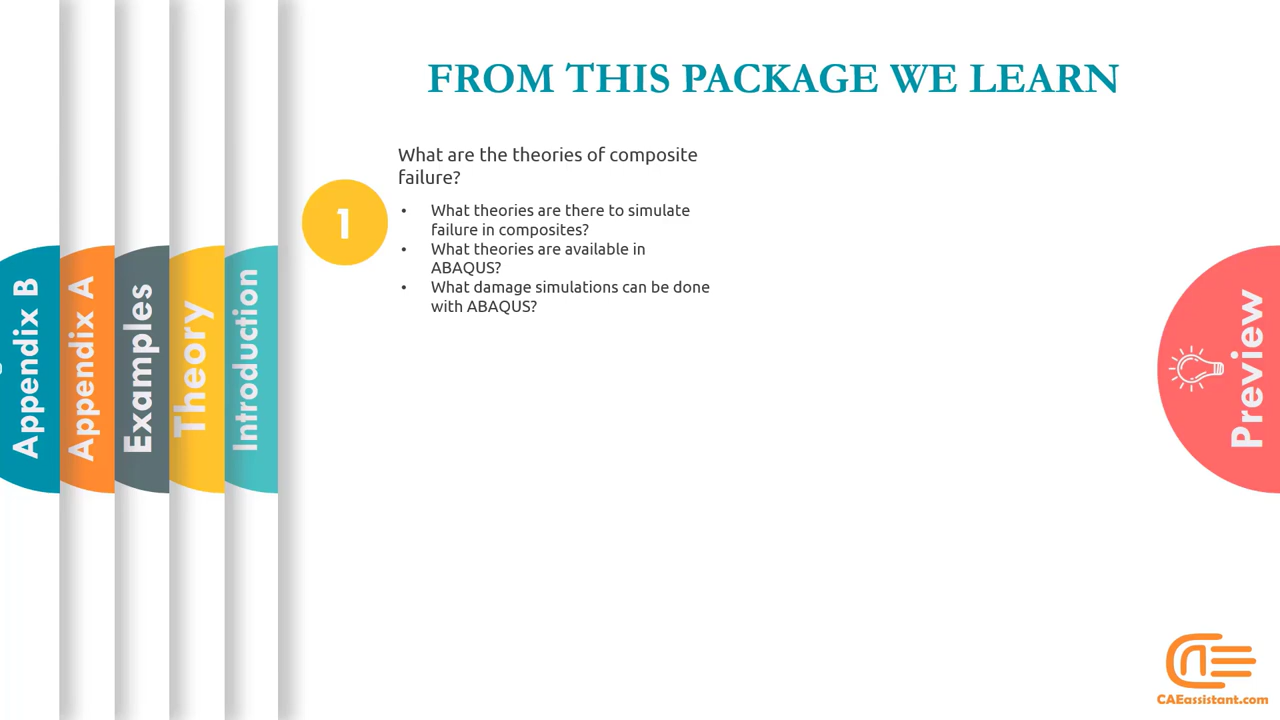 FROM THIS PACKAGE WE LEARN
What are the theories of composite
failure?
1
• What theories are there to simulate
failure in composites?
• What theories are available in
ABAQUS?
• What damage simulations can be done
with ABAQUS?
Appendix B
Appendix A
Examples
Theory
Introduction
Preview
CAEassistant.com